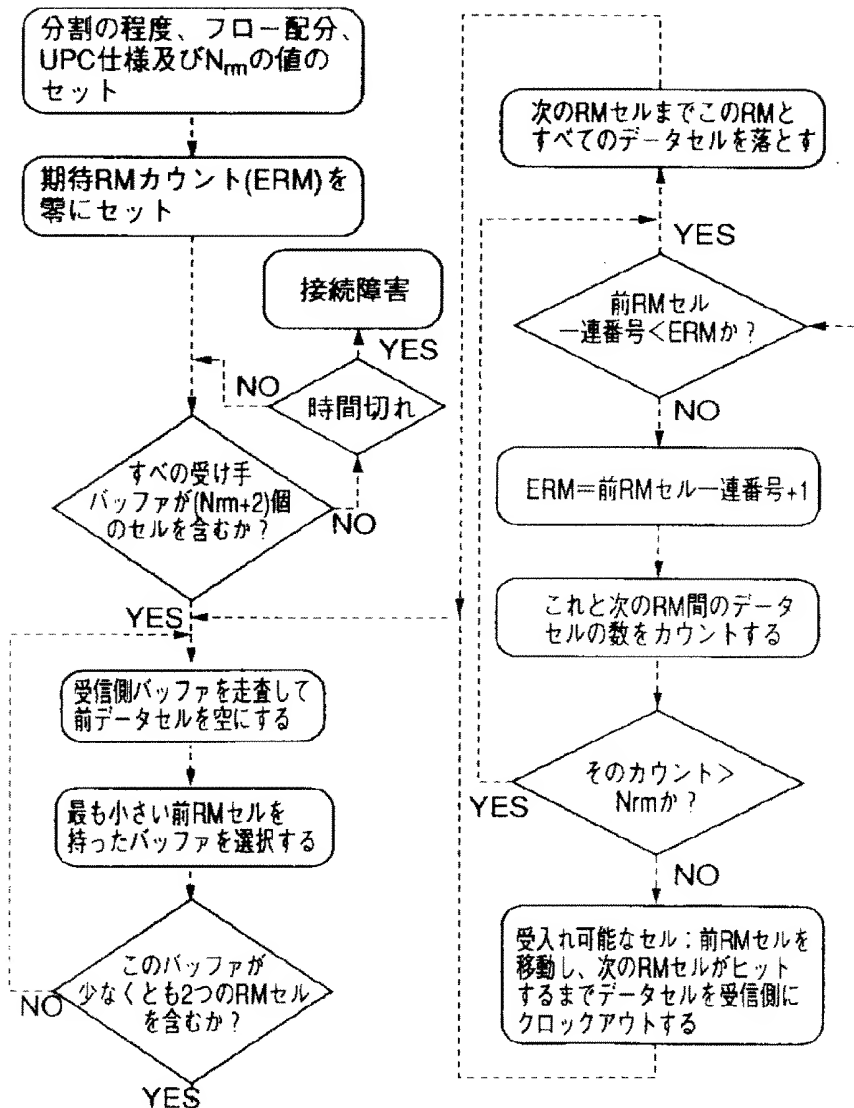 分割の程度、フロー配分、
UPC仕様及びNrmの値の
セット
期待RMカウント(ERM)を
零にセット
接続障害
YES
NO
時間切れ
すべの受け手
バッファが(Nrm+2)個
のセルを含むか？
NO
YES
受信側バッファを走査して
前データセルを空にする
最も小さい前RMセルを
持ったバッファを選択する
このバッファが
少なくとも2つのRMセル
を含むか？
NO
YES
次のRMセルまでこのRMと
すべてのデータセルを落とす
YES
前RMセル
一連番号＜ERMか？
NO
ERM＝前RMセル一連番号+1
これと次のRM間のデータ
セルの数をカウントする
そのカウント＞
Nrmか？
YES
NO
受入れ可能なセル：前RMセルを
移動し、次のRMセルがヒット
するまでデータセルを受信側に
クロックアウトする